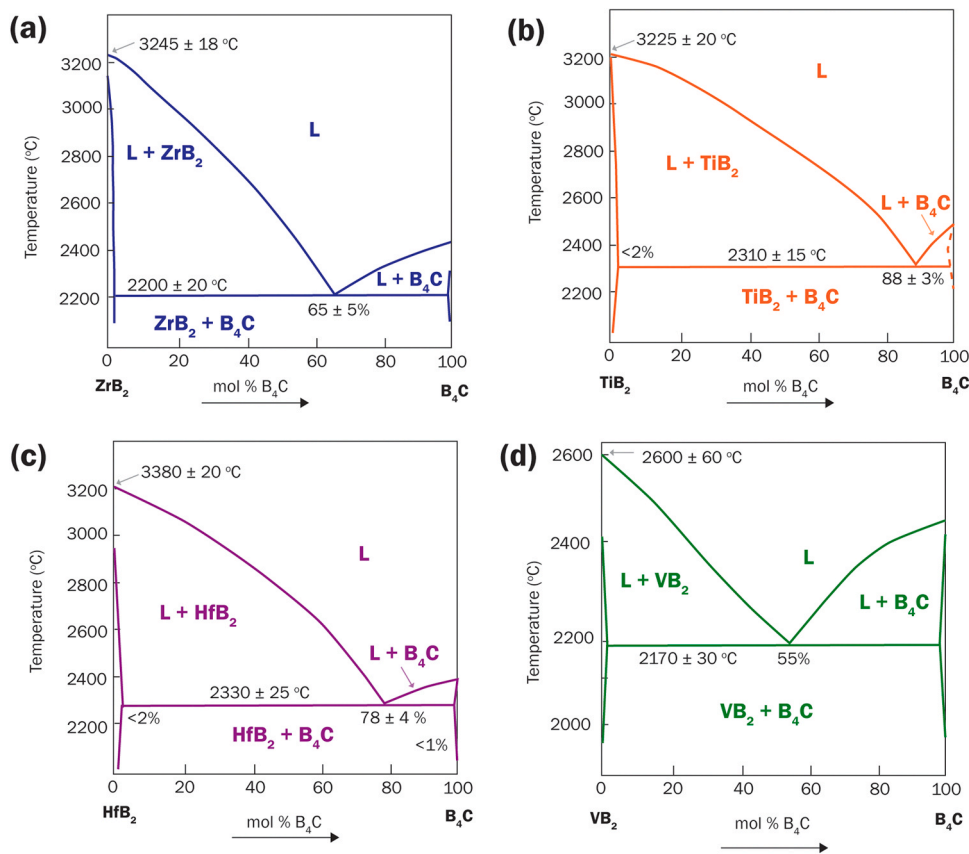 (a)
3245 ± 18 °C
3200
3000
2800
2600
2400
2200
Temperature (°C)
L
L + ZrB₂
L + B₄C
2200 ± 20 °C
65 ± 5%
ZrB₂ + B₄C
0 20 40 60 80 100
ZrB₂ mol % B₄C B₄C
(b)
3225 ± 20 °C
3200
3000
2800
2600
2400
2200
Temperature (°C)
L
L + TiB₂
L + B₄C
<2%
2310 ± 15 °C
88 ± 3%
TiB₂ + B₄C
0 20 40 60 80 100
TiB₂ mol % B₄C B₄C
(c)
3380 ± 20 °C
3200
3000
2800
2600
2400
2200
Temperature (°C)
L
L + HfB₂
L + B₄C
2330 ± 25 °C
<2%
78 ± 4 %
HfB₂ + B₄C
<1%
0 20 40 60 80 100
HfB₂ mol % B₄C B₄C
(d)
2600 ± 60 °C
2600
2400
2200
2000
Temperature (°C)
L
L + VB₂
L + B₄C
2170 ± 30 °C
55%
VB₂ + B₄C
0 20 40 60 80 100
VB₂ mol % B₄C B₄C